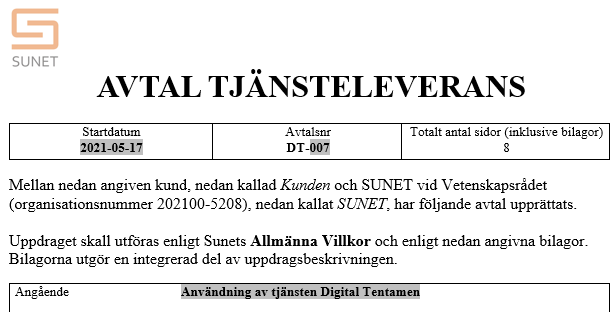 SUNET
AVTAL TJÄNSTELEVERANS
Startdatum
2021-05-17
Avtalsnr
DT-007
Totalt antal sidor (inklusive bilagor)
8
Mellan nedan angiven kund, nedan kallad Kunden och SUNET vid Vetenskapsrådet
(organisationsnummer 202100-5208), nedan kallat SUNET, har följande avtal upprättats.
Uppdraget skall utföras enligt Sunets Allmänna Villkor och enligt nedan angivna bilagor.
Bilagorna utgör en integrerad del av uppdragsbeskrivningen.
Angående Användning av tjänsten Digital Tentamen